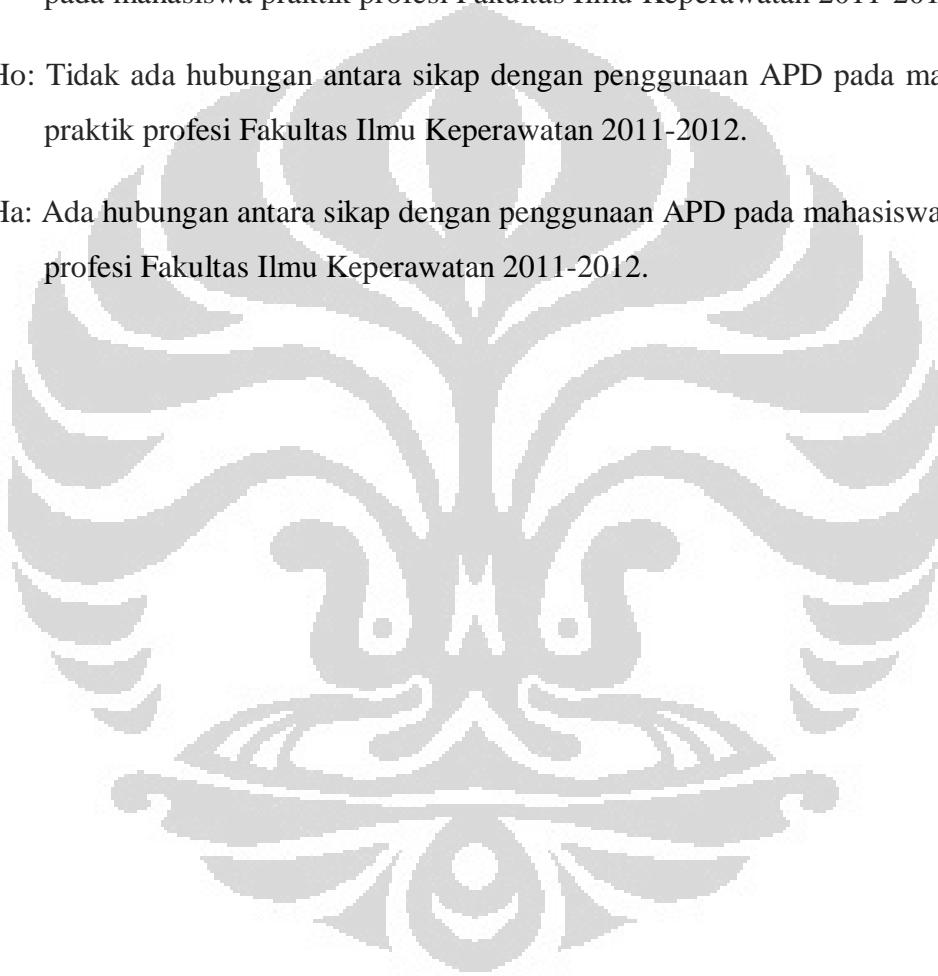 pada mahasiswa praktik profesi Fakultas Ilmu Keperawatan 2011-201
Ho: Tidak ada hubungan antara sikap dengan penggunaan APD pada ma
praktik profesi Fakultas Ilmu Keperawatan 2011-2012.
Ha: Ada hubungan antara sikap dengan penggunaan APD pada mahasiswa
profesi Fakultas Ilmu Keperawatan 2011-2012.